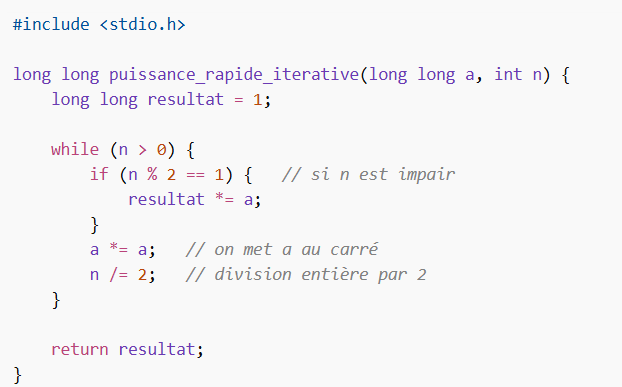 #include <stdio.h>

long long puissance_rapide_iterative(long long a, int n) {
    long long resultat = 1;

    while (n > 0) {
        if (n % 2 == 1) {   // si n est impair
            resultat *= a;
        }
        a *= a;   // on met a au carré
        n /= 2;   // division entière par 2
    }

    return resultat;
}